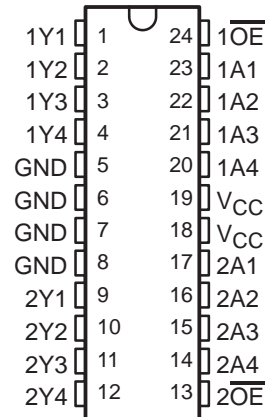 1Y1 1 24 1O̅E̅
1Y2 2 23 1A1
1Y3 3 22 1A2
1Y4 4 21 1A3
GND 5 20 1A4
GND 6 19 VCC
GND 7 18 VCC
GND 8 17 2A1
2Y1 9 16 2A2
2Y2 10 15 2A3
2Y3 11 14 2A4
2Y4 12 13 2O̅E̅